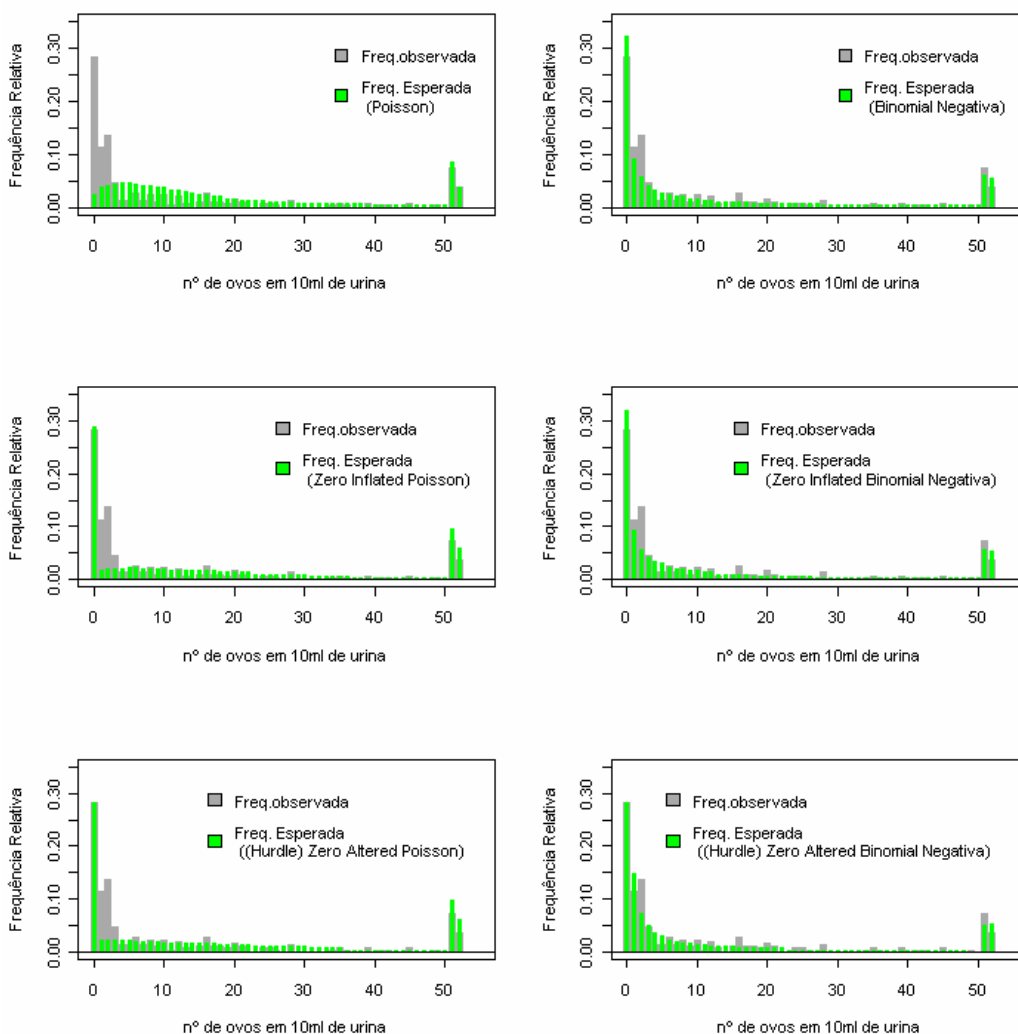 Frequência Relativa
0.00 0.10 0.20 0.30
Freq.observada
Freq. Esperada
(Poisson)
0 10 20 30 40 50
nº de ovos em 10ml de urina
Frequência Relativa
0.00 0.10 0.20 0.30
Freq.observada
Freq. Esperada
(Binomial Negativa)
0 10 20 30 40 50
nº de ovos em 10ml de urina
Frequência Relativa
0.00 0.10 0.20 0.30
Freq.observada
Freq. Esperada
(Zero Inflated Poisson)
0 10 20 30 40 50
nº de ovos em 10ml de urina
Frequência Relativa
0.00 0.10 0.20 0.30
Freq.observada
Freq. Esperada
(Zero Inflated Binomial Negativa)
0 10 20 30 40 50
nº de ovos em 10ml de urina
Frequência Relativa
0.00 0.10 0.20 0.30
Freq.observada
Freq. Esperada
((Hurdle) Zero Altered Poisson)
0 10 20 30 40 50
nº de ovos em 10ml de urina
Frequência Relativa
0.00 0.10 0.20 0.30
Freq.observada
Freq. Esperada
((Hurdle) Zero Altered Binomial Negativa)
0 10 20 30 40 50
nº de ovos em 10ml de urina